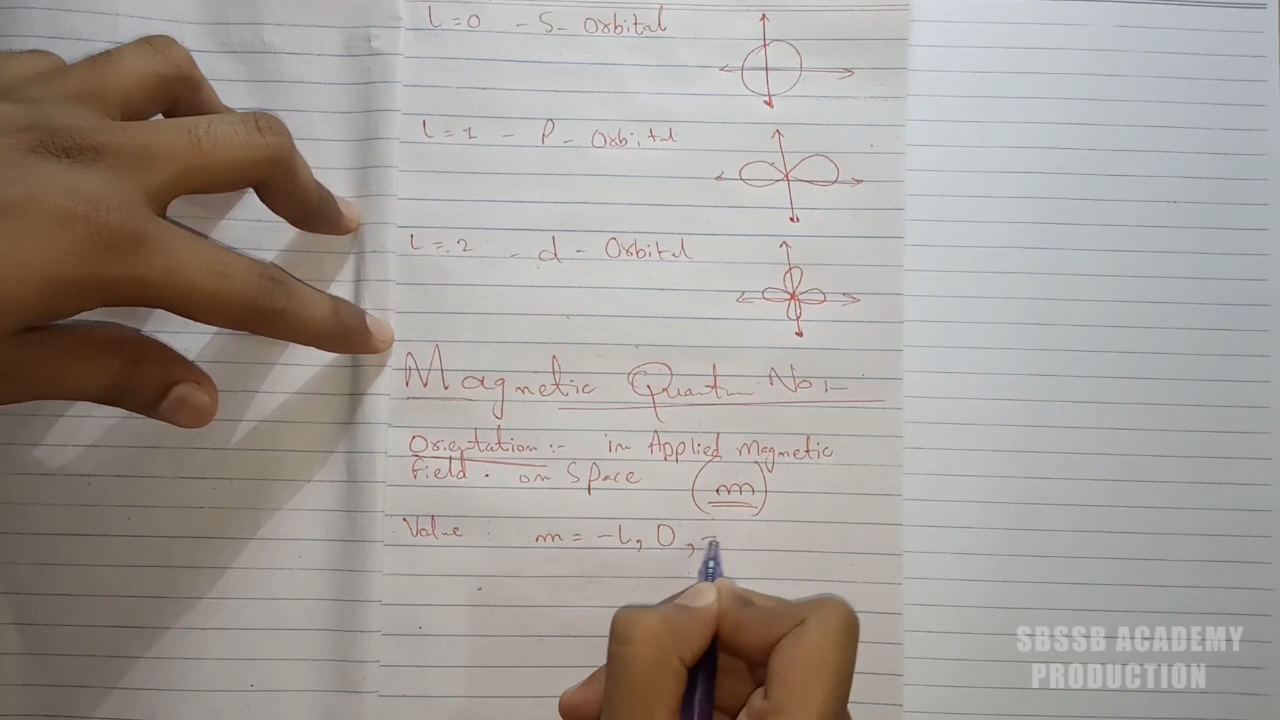 l = 0 - S - Orbital
l = 1 - P - Orbital
l = 2 - d - Orbital
Magnetic Quantum No:-
Orientation :- in Applied Magnetic
field. on Space (m)
Value : m = -l, 0, -
SBSSB ACADEMY
PRODUCTION